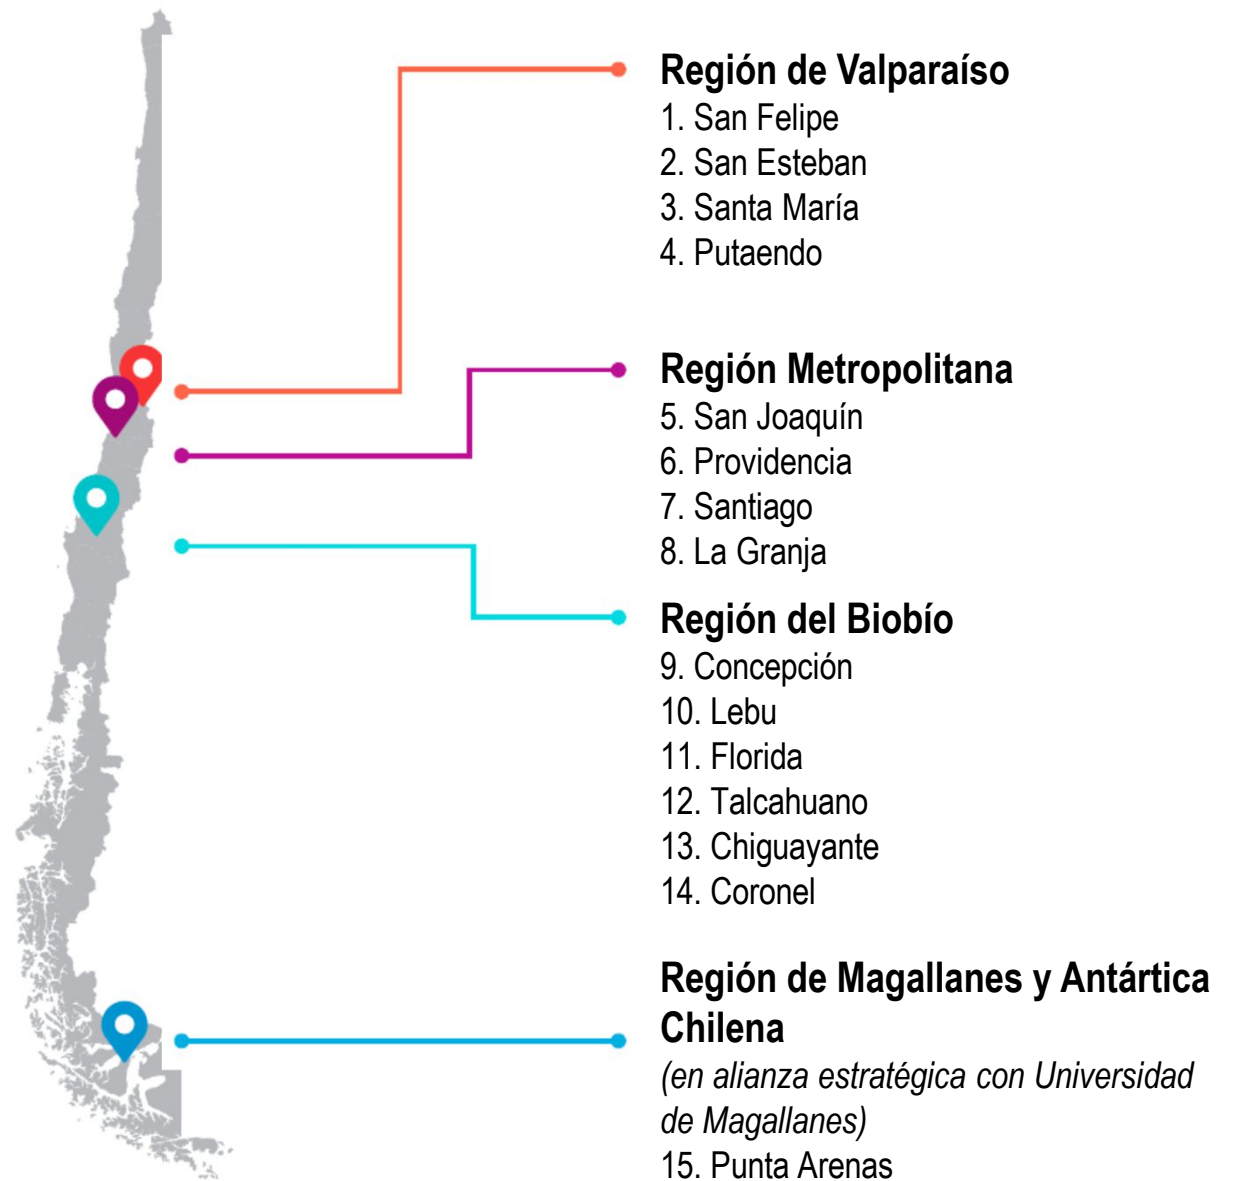 Región de Valparaíso
1. San Felipe
2. San Esteban
3. Santa María
4. Putaendo
Región Metropolitana
5. San Joaquín
6. Providencia
7. Santiago
8. La Granja
Región del Biobío
9. Concepción
10. Lebu
11. Florida
12. Talcahuano
13. Chiguayante
14. Coronel
Región de Magallanes y Antártica
Chilena
(en alianza estratégica con Universidad
de Magallanes)
15. Punta Arenas